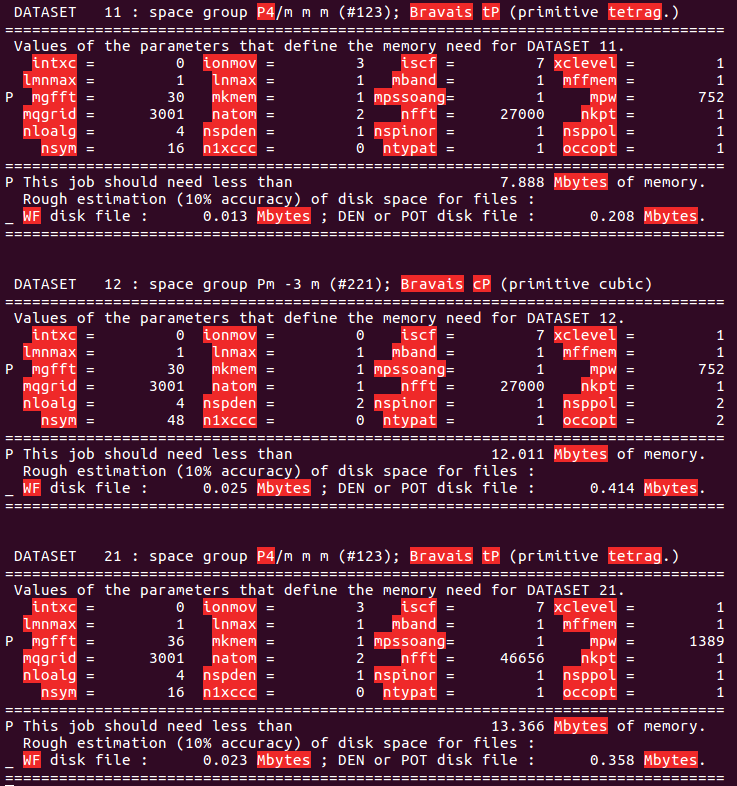 DATASET   11 : space group P4/m m m (#123); Bravais tP (primitive tetrag.)
================================================================================
 Values of the parameters that define the memory need for DATASET 11.
   intxc =         0  ionmov =         3    iscf =         7 xclevel =         1
  lmnmax =         1   lnmax =         1   mband =         1  mffmem =         1
P  mgfft =        30   mkmem =         1 mpssoang=         1     mpw =       752
  mqgrid =      3001   natom =         2    nfft =     27000    nkpt =         1
  nloalg =         4  nspden =         1 nspinor =         1  nsppol =         1
    nsym =        16  n1xccc =         0  ntypat =         1  occopt =         1
================================================================================
P This job should need less than                       7.888 Mbytes of memory.
  Rough estimation (10% accuracy) of disk space for files :
_ WF disk file :      0.013 Mbytes ; DEN or POT disk file :      0.208 Mbytes.
================================================================================
DATASET   12 : space group Pm -3 m (#221); Bravais cP (primitive cubic)
================================================================================
 Values of the parameters that define the memory need for DATASET 12.
   intxc =         0  ionmov =         0    iscf =         7 xclevel =         1
  lmnmax =         1   lnmax =         1   mband =         1  mffmem =         1
P  mgfft =        30   mkmem =         1 mpssoang=         1     mpw =       752
  mqgrid =      3001   natom =         1    nfft =     27000    nkpt =         1
  nloalg =         4  nspden =         2 nspinor =         1  nsppol =         2
    nsym =        48  n1xccc =         0  ntypat =         1  occopt =         2
================================================================================
P This job should need less than                      12.011 Mbytes of memory.
  Rough estimation (10% accuracy) of disk space for files :
_ WF disk file :      0.025 Mbytes ; DEN or POT disk file :      0.414 Mbytes.
================================================================================
DATASET   21 : space group P4/m m m (#123); Bravais tP (primitive tetrag.)
================================================================================
 Values of the parameters that define the memory need for DATASET 21.
   intxc =         0  ionmov =         3    iscf =         7 xclevel =         1
  lmnmax =         1   lnmax =         1   mband =         1  mffmem =         1
P  mgfft =        36   mkmem =         1 mpssoang=         1     mpw =      1389
  mqgrid =      3001   natom =         2    nfft =     46656    nkpt =         1
  nloalg =         4  nspden =         1 nspinor =         1  nsppol =         1
    nsym =        16  n1xccc =         0  ntypat =         1  occopt =         1
================================================================================
P This job should need less than                      13.366 Mbytes of memory.
  Rough estimation (10% accuracy) of disk space for files :
_ WF disk file :      0.023 Mbytes ; DEN or POT disk file :      0.358 Mbytes.
================================================================================